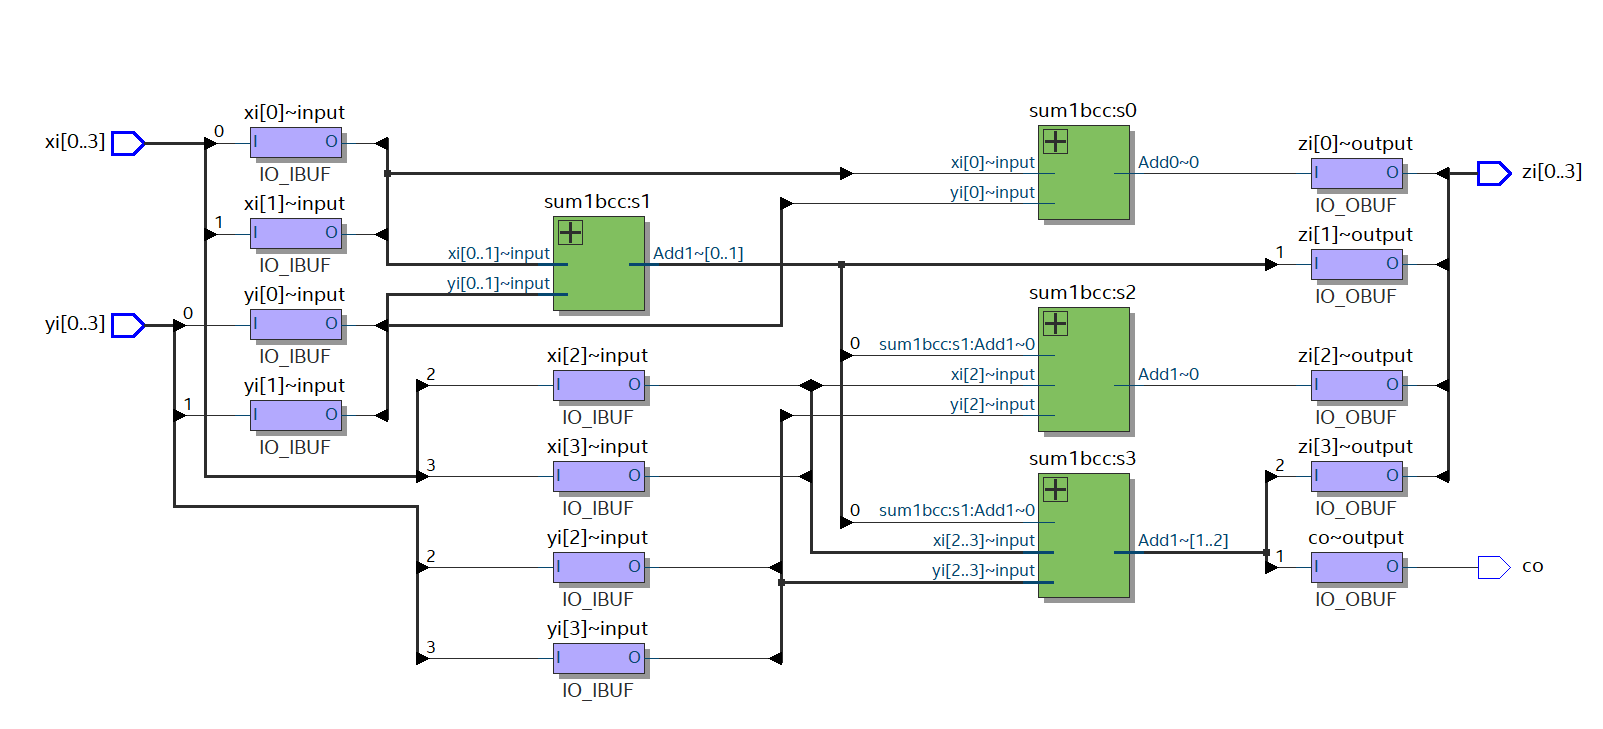 xi[0..3]
0
xi[0]~input
I O
IO_IBUF
1
xi[1]~input
I O
IO_IBUF
yi[0..3]
0
yi[0]~input
I O
IO_IBUF
1
yi[1]~input
I O
IO_IBUF
sum1bcc:s1
xi[0..1]~input
yi[0..1]~input
Add1~[0..1]
2
xi[2]~input
I O
IO_IBUF
3
xi[3]~input
I O
IO_IBUF
2
yi[2]~input
I O
IO_IBUF
3
yi[3]~input
I O
IO_IBUF
sum1bcc:s0
xi[0]~input
yi[0]~input
Add0~0
sum1bcc:s2
0
sum1bcc:s1:Add1~0
xi[2]~input
yi[2]~input
Add1~0
sum1bcc:s3
0
sum1bcc:s1:Add1~0
xi[2..3]~input
yi[2..3]~input
Add1~[1..2]
zi[0]~output
I O
IO_OBUF
1
zi[1]~output
I O
IO_OBUF
zi[2]~output
I O
IO_OBUF
2
zi[3]~output
I O
IO_OBUF
1
co~output
I O
IO_OBUF
zi[0..3]
co